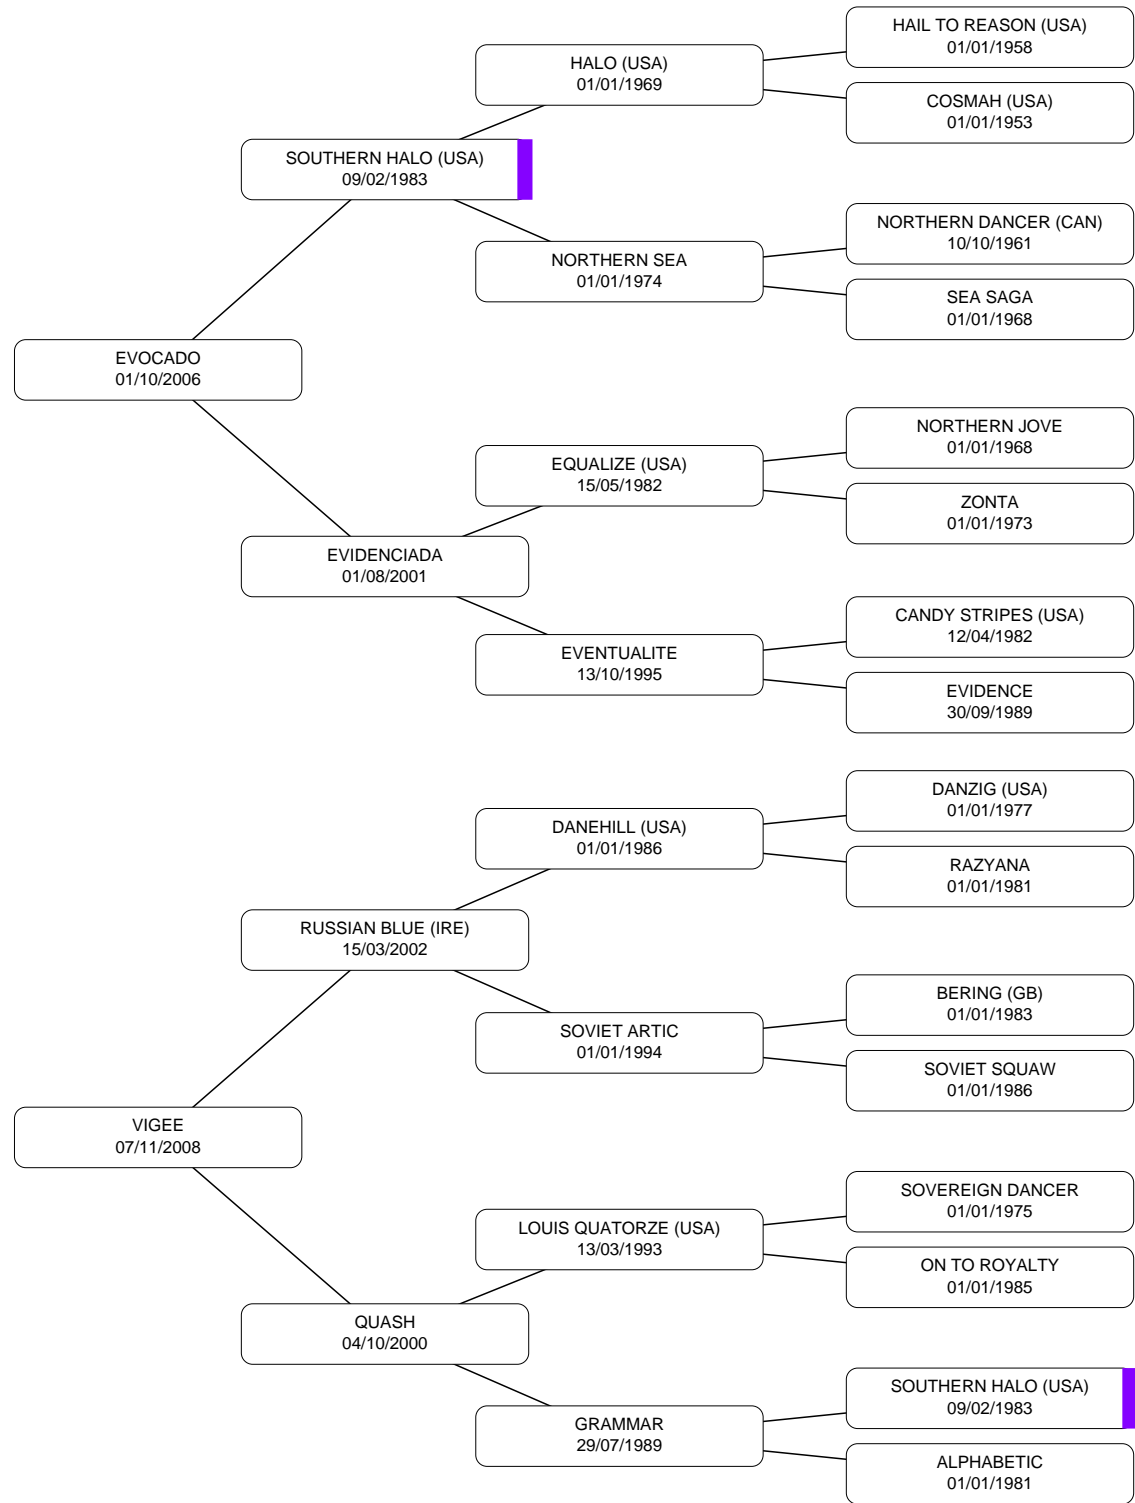 HAIL TO REASON (USA)
01/01/1958
HALO (USA)
01/01/1969
COSMAH (USA)
01/01/1953
SOUTHERN HALO (USA)
09/02/1983
NORTHERN DANCER (CAN)
10/10/1961
NORTHERN SEA
01/01/1974
SEA SAGA
01/01/1968
EVOCADO
01/10/2006
NORTHERN JOVE
01/01/1968
EQUALIZE (USA)
15/05/1982
ZONTA
01/01/1973
EVIDENCIADA
01/08/2001
CANDY STRIPES (USA)
12/04/1982
EVENTUALITE
13/10/1995
EVIDENCE
30/09/1989
DANZIG (USA)
01/01/1977
DANEHILL (USA)
01/01/1986
RAZYANA
01/01/1981
RUSSIAN BLUE (IRE)
15/03/2002
BERING (GB)
01/01/1983
SOVIET ARTIC
01/01/1994
SOVIET SQUAW
01/01/1986
VIGEE
07/11/2008
SOVEREIGN DANCER
01/01/1975
LOUIS QUATORZE (USA)
13/03/1993
ON TO ROYALTY
01/01/1985
QUASH
04/10/2000
SOUTHERN HALO (USA)
09/02/1983
GRAMMAR
29/07/1989
ALPHABETIC
01/01/1981